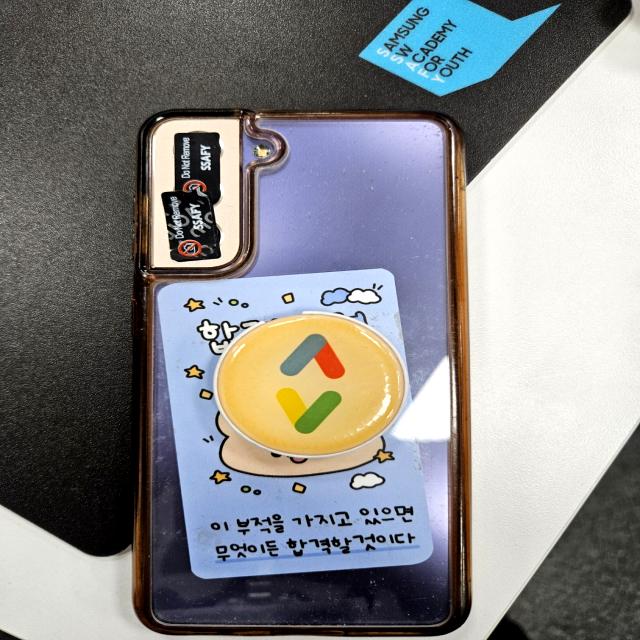 SAMSUNG
SW ACADEMY
FOR
YOUTH
Do Not Remove
SSAFY
Do Not Remove
SSAFY
이 부적을 가지고 있으면
무엇이든 합격할것이다